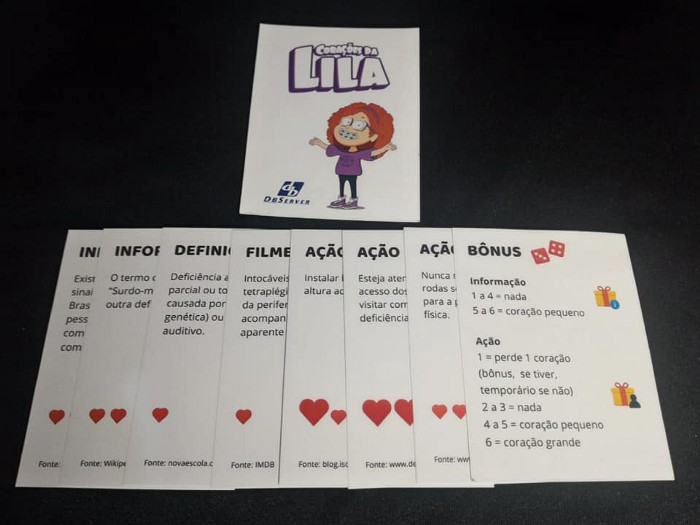 CORAÇÕES DA
LILA
db
DBSERVER
INFOR
O termo
"Surdo-m
outra def
Fonte: Wikipe
DEFINI
Deficiência a
parcial ou to
causada por
genética) ou
auditivo.
Fonte: novaescola.
FILME
Intocáveis
tetraplégi
da perifer
acompan
aparente
Fonte: IMDB
AÇÃO
Instalar
altura ac
Fonte: blog.isc
AÇÃO
Esteja aten
acesso dos
visitar com
deficiência
Fonte: www.de
AÇÃ
Nunca
rodas s
para a
física.
Fonte: www
IN
Exist
sinai
Bras
pess
com
com
Fonte:
BÔNUS
Informação
1 a 4 = nada
5 a 6 = coração pequeno
Ação
1 = perde 1 coração
(bônus, se tiver,
temporário se não)
2 a 3 = nada
4 a 5 = coração pequeno
6 = coração grande